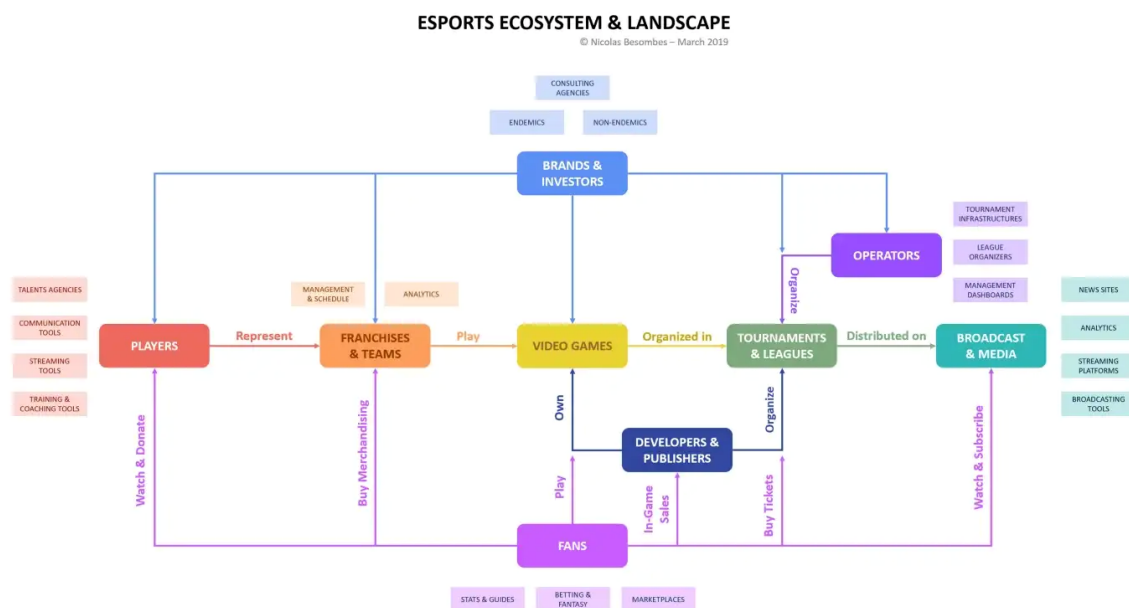 ESPORTS ECOSYSTEM & LANDSCAPE
© Nicolas Besombes – March 2019
CONSULTING
AGENCIES
ENDEMICS
NON-ENDEMICS
BRANDS &
INVESTORS
TOURNAMENT
INFRASTRUCTURES
OPERATORS
LEAGUE
ORGANIZERS
MANAGEMENT
DASHBOARDS
Organize
TALENTS AGENCIES
COMMUNICATION
TOOLS
STREAMING
TOOLS
TRAINING &
COACHING TOOLS
MANAGEMENT
& SCHEDULE
ANALYTICS
NEWS SITES
ANALYTICS
STREAMING
PLATFORMS
BROADCASTING
TOOLS
PLAYERS
Represent
FRANCHISES
& TEAMS
Play
VIDEO GAMES
Organized in
TOURNAMENTS
& LEAGUES
Distributed on
BROADCAST
& MEDIA
Own
DEVELOPERS &
PUBLISHERS
Organize
Watch & Donate
Buy Merchandising
Play
In-Game
Sales
Buy Tickets
Watch & Subscribe
FANS
STATS & GUIDES
BETTING &
FANTASY
MARKETPLACES